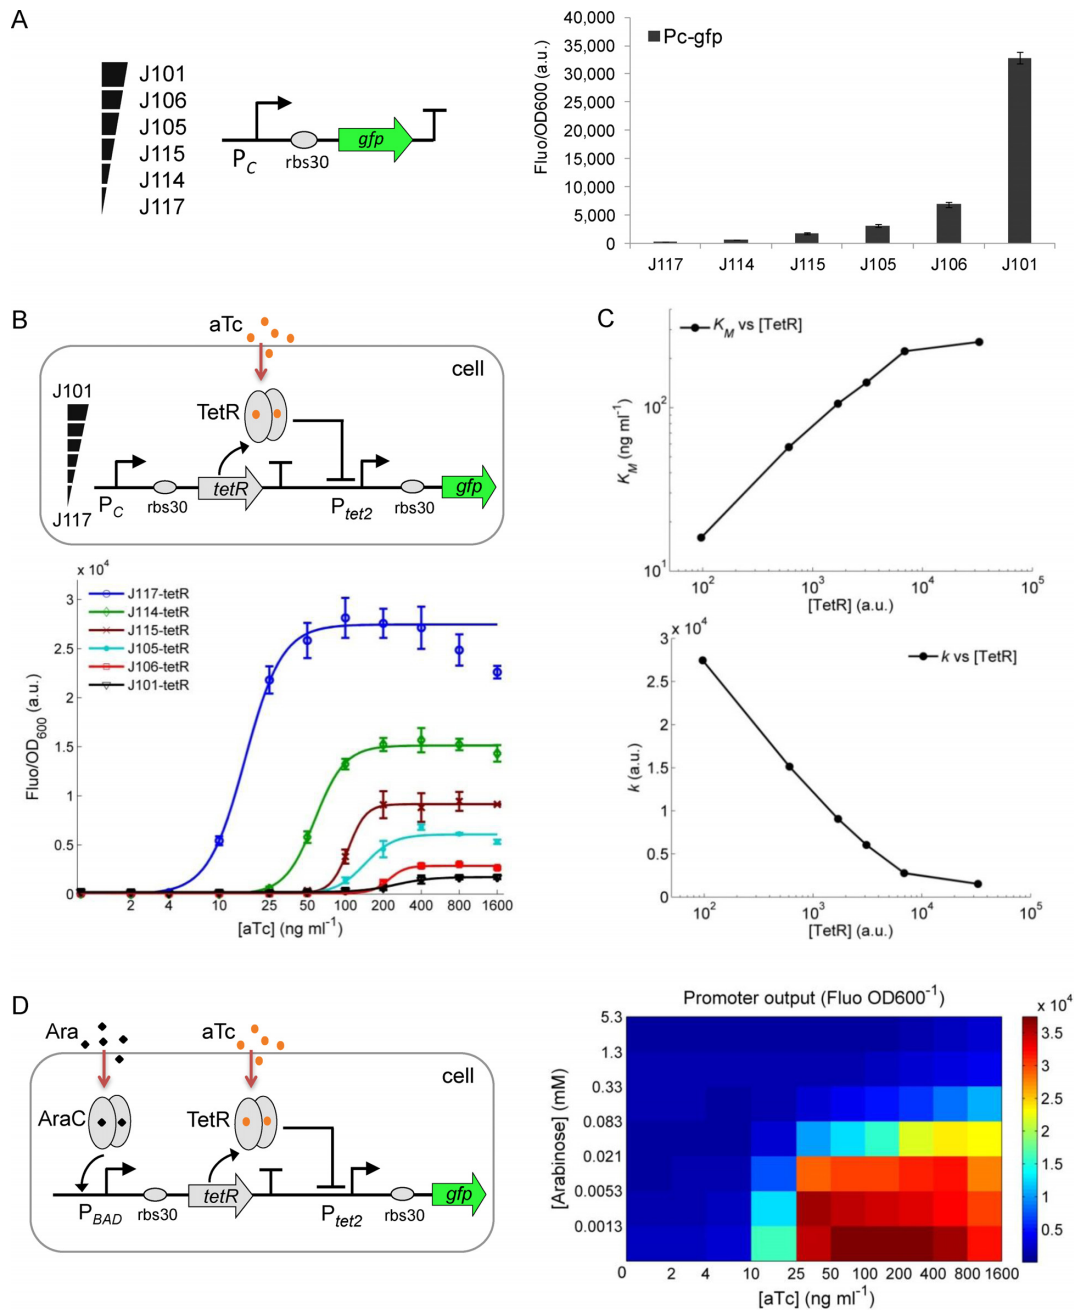 A
J101
J106
J105
J115
J114
J117
PC
rbs30
gfp
Fluo/OD600 (a.u.)
40,000
35,000
30,000
25,000
20,000
15,000
10,000
5,000
0
Pc-gfp
J117 J114 J115 J105 J106 J101
B
aTc
cell
J101
TetR
J117
PC
rbs30
tetR
Ptet2
rbs30
gfp
x 10^4
Fluo/OD600 (a.u.)
3
2.5
2
1.5
1
0.5
0
J117-tetR
J114-tetR
J115-tetR
J105-tetR
J106-tetR
J101-tetR
2 4 10 25 50 100 200 400 800 1600
[aTc] (ng ml^-1)
C
KM vs [TetR]
KM (ng ml^-1)
10^2
10^1
10^2 10^3 10^4 10^5
[TetR] (a.u.)
x 10^4
k vs [TetR]
k (a.u.)
3
2.5
2
1.5
1
0.5
0
10^2 10^3 10^4 10^5
[TetR] (a.u.)
D
Ara
aTc
cell
AraC
TetR
PBAD
rbs30
tetR
Ptet2
rbs30
gfp
Promoter output (Fluo OD600^-1)
x 10^4
[Arabinose] (mM)
5.3
1.3
0.33
0.083
0.021
0.0053
0.0013
0 2 4 10 25 50 100 200 400 800 1600
[aTc] (ng ml^-1)
3.5
3
2.5
2
1.5
1
0.5